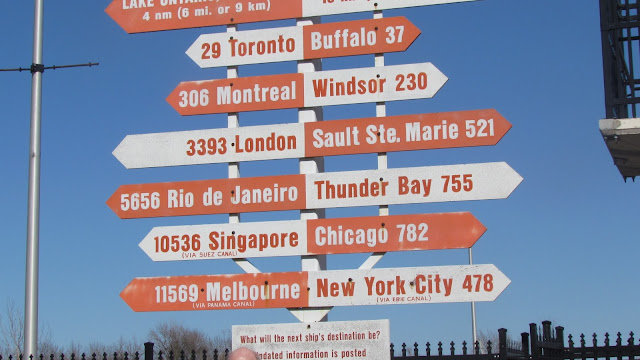 LAKE ONTARIO
4 nm (6 mi. or 9 km)
29 Toronto Buffalo 37
306 Montreal Windsor 230
3393 London Sault Ste. Marie 521
5656 Rio de Janeiro Thunder Bay 755
10536 Singapore Chicago 782
(VIA SUEZ CANAL)
11569 Melbourne New York City 478
(VIA PANAMA CANAL) (VIA ERIE CANAL)
What will the next ship's destination be?
Updated information is posted